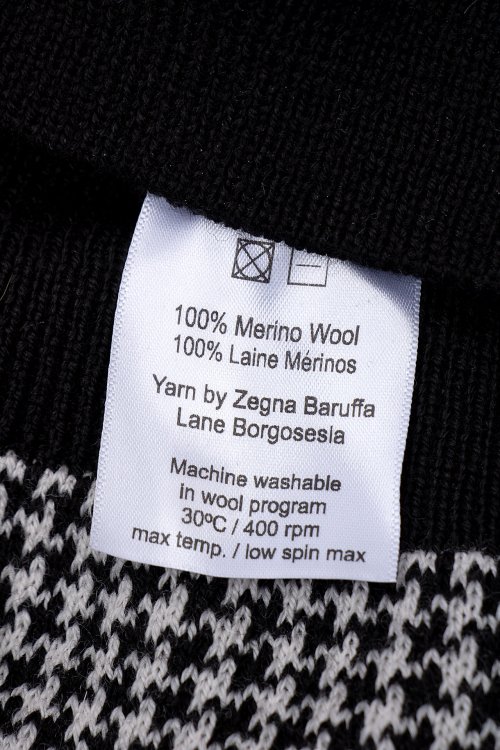 100% Merino Wool
100% Laine Mérinos
Yarn by Zegna Baruffa
Lane Borgosesia
Machine washable
in wool program
30ºC / 400 rpm
max temp. / low spin max